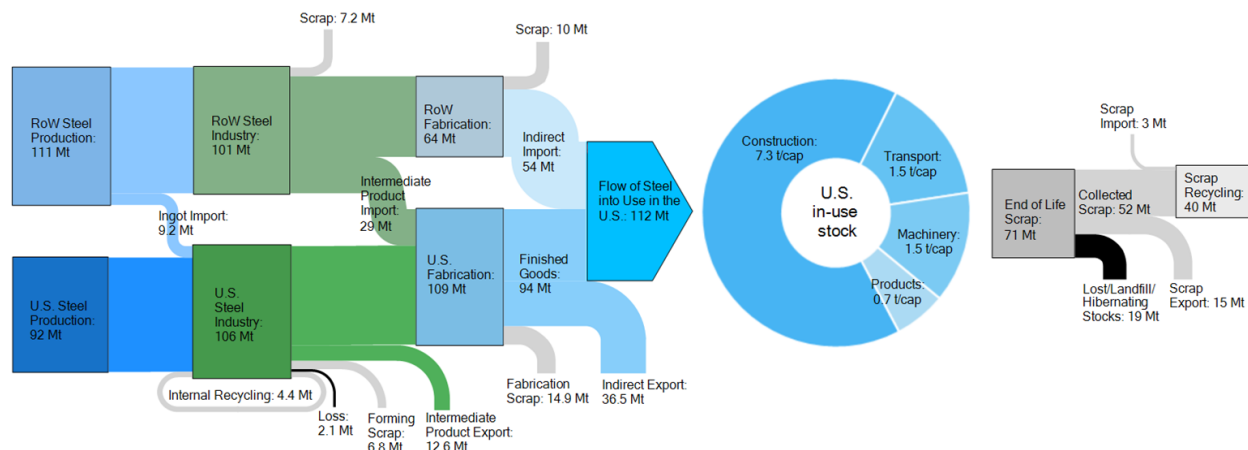 Scrap: 7.2 Mt
Scrap: 10 Mt
RoW Steel
Production:
111 Mt
RoW Steel
Industry:
101 Mt
RoW
Fabrication:
64 Mt
Indirect
Import:
54 Mt
Intermediate
Product
Import:
29 Mt
Ingot Import:
9.2 Mt
Flow of Steel
into Use in the
U.S.: 112 Mt
U.S. Steel
Production:
92 Mt
U.S.
Steel
Industry:
106 Mt
U.S.
Fabrication:
109 Mt
Finished
Goods:
94 Mt
Internal Recycling: 4.4 Mt
Loss:
2.1 Mt
Forming
Scrap:
6.8 Mt
Intermediate
Product Export:
12.6 Mt
Fabrication
Scrap: 14.9 Mt
Indirect Export:
36.5 Mt
Construction:
7.3 t/cap
Transport:
1.5 t/cap
Machinery:
1.5 t/cap
Products:
0.7 t/cap
U.S.
in-use
stock
Scrap
Import: 3 Mt
End of Life
Scrap:
71 Mt
Collected
Scrap: 52 Mt
Scrap
Recycling:
40 Mt
Lost/Landfill/
Hibernating
Stocks: 19 Mt
Scrap
Export: 15 Mt